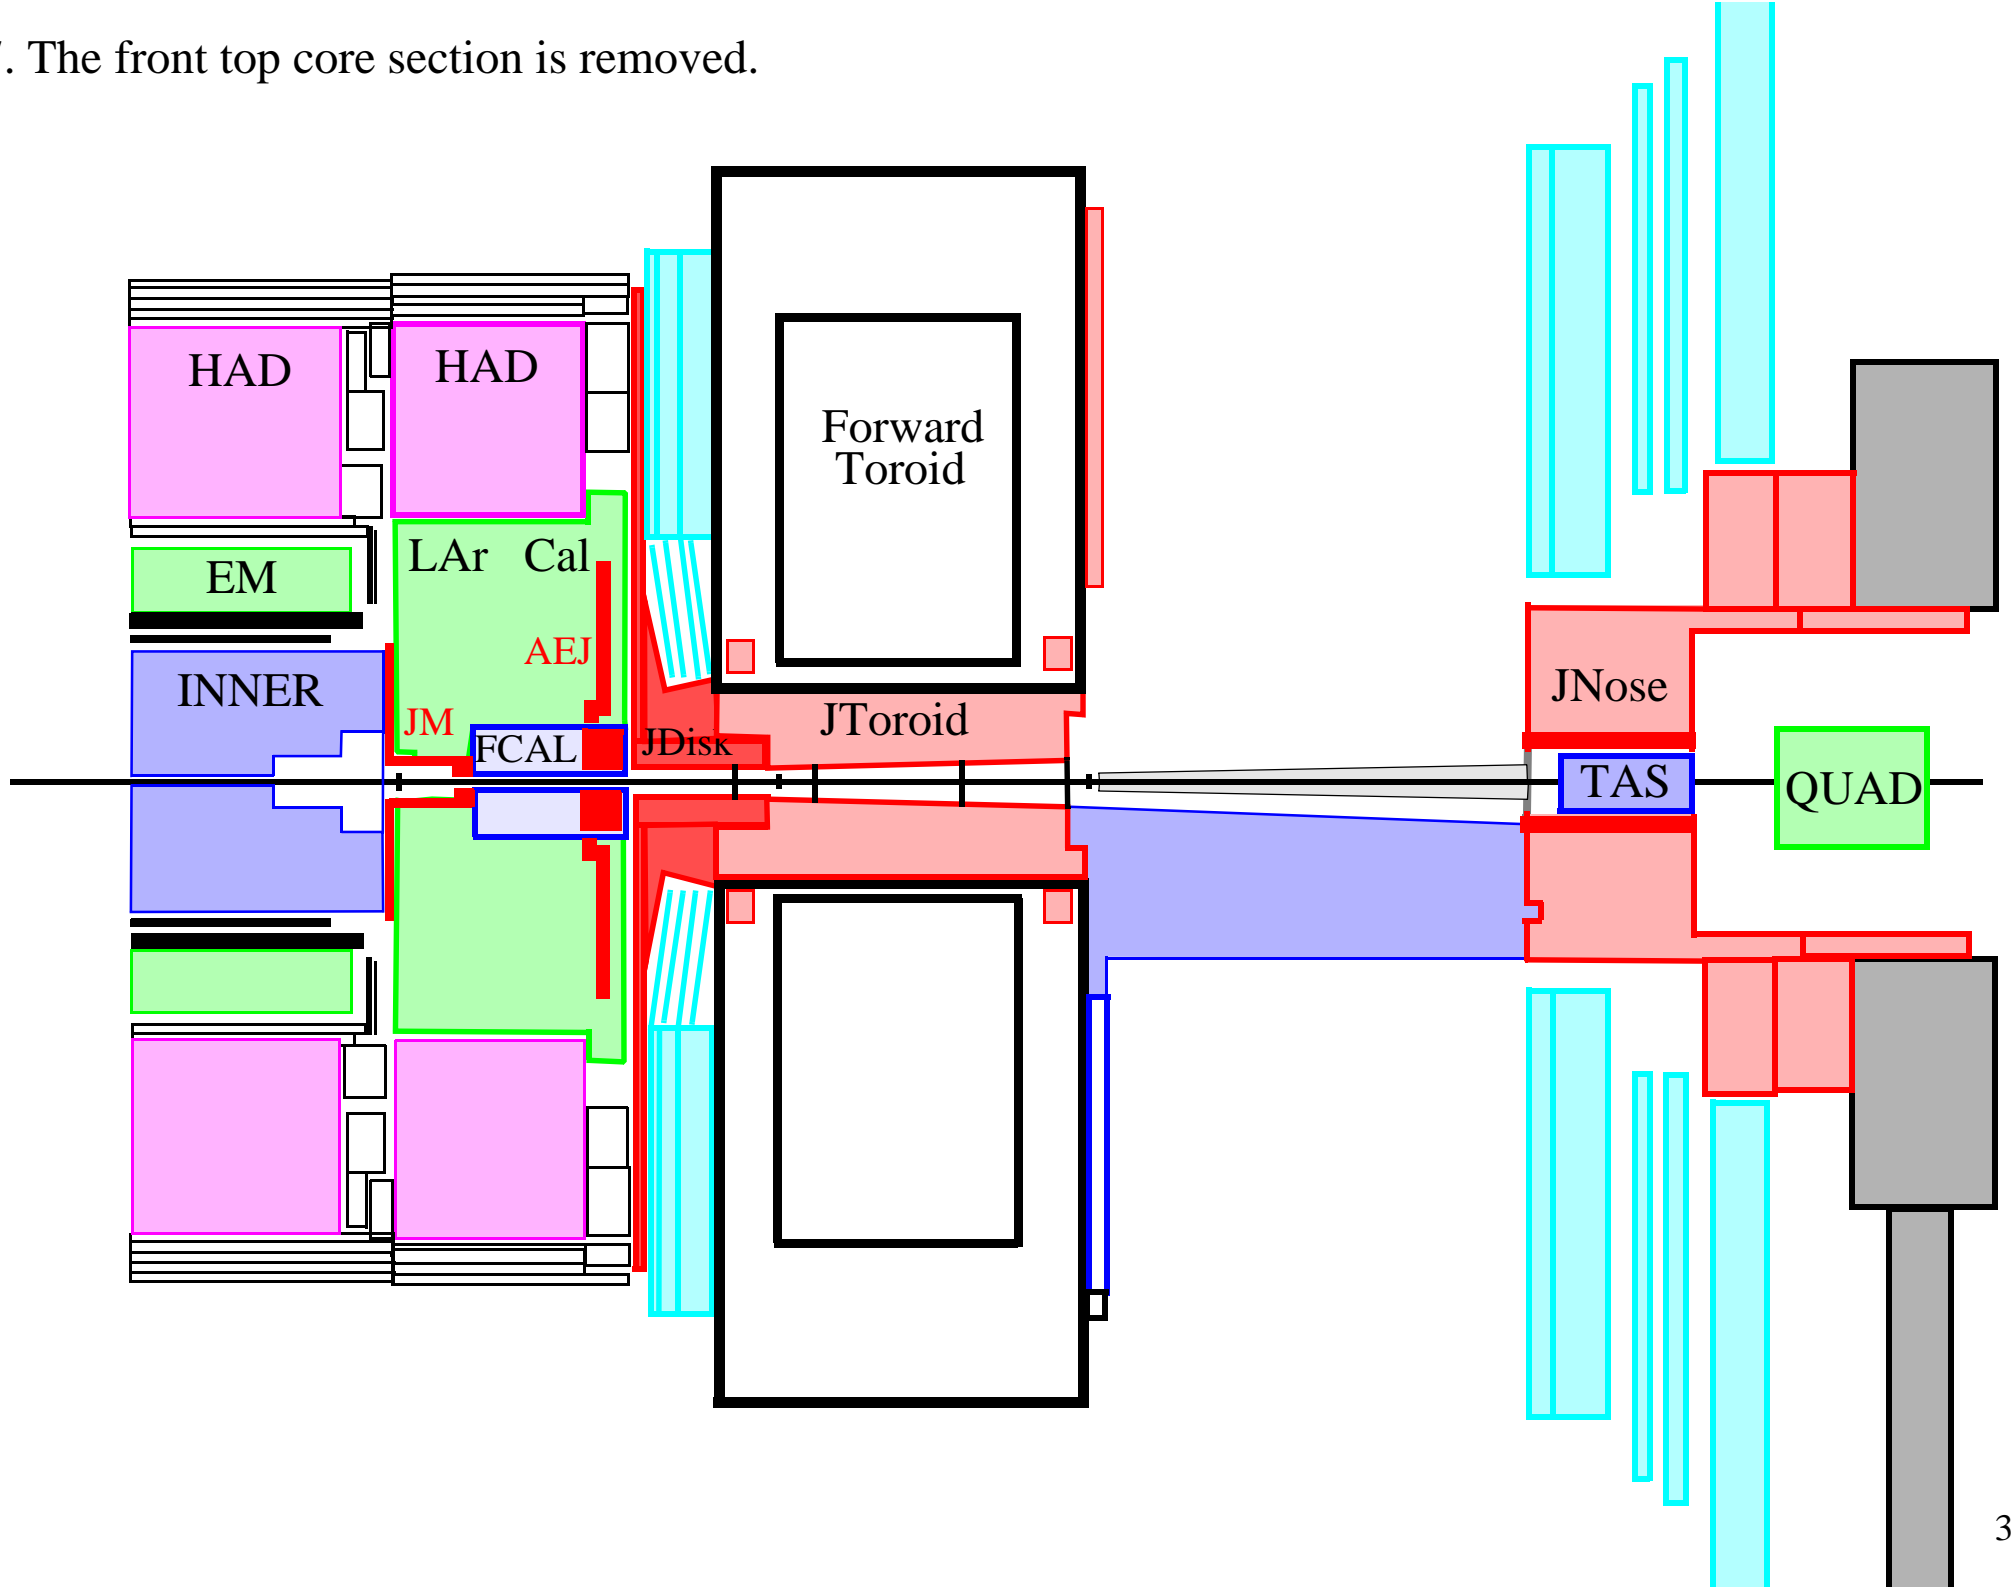 . The front top core section is removed.
HAD
HAD
Forward
Toroid
LAr Cal
EM
AEJ
INNER
JM
FCAL
JDisk
JToroid
JNose
TAS
QUAD
3